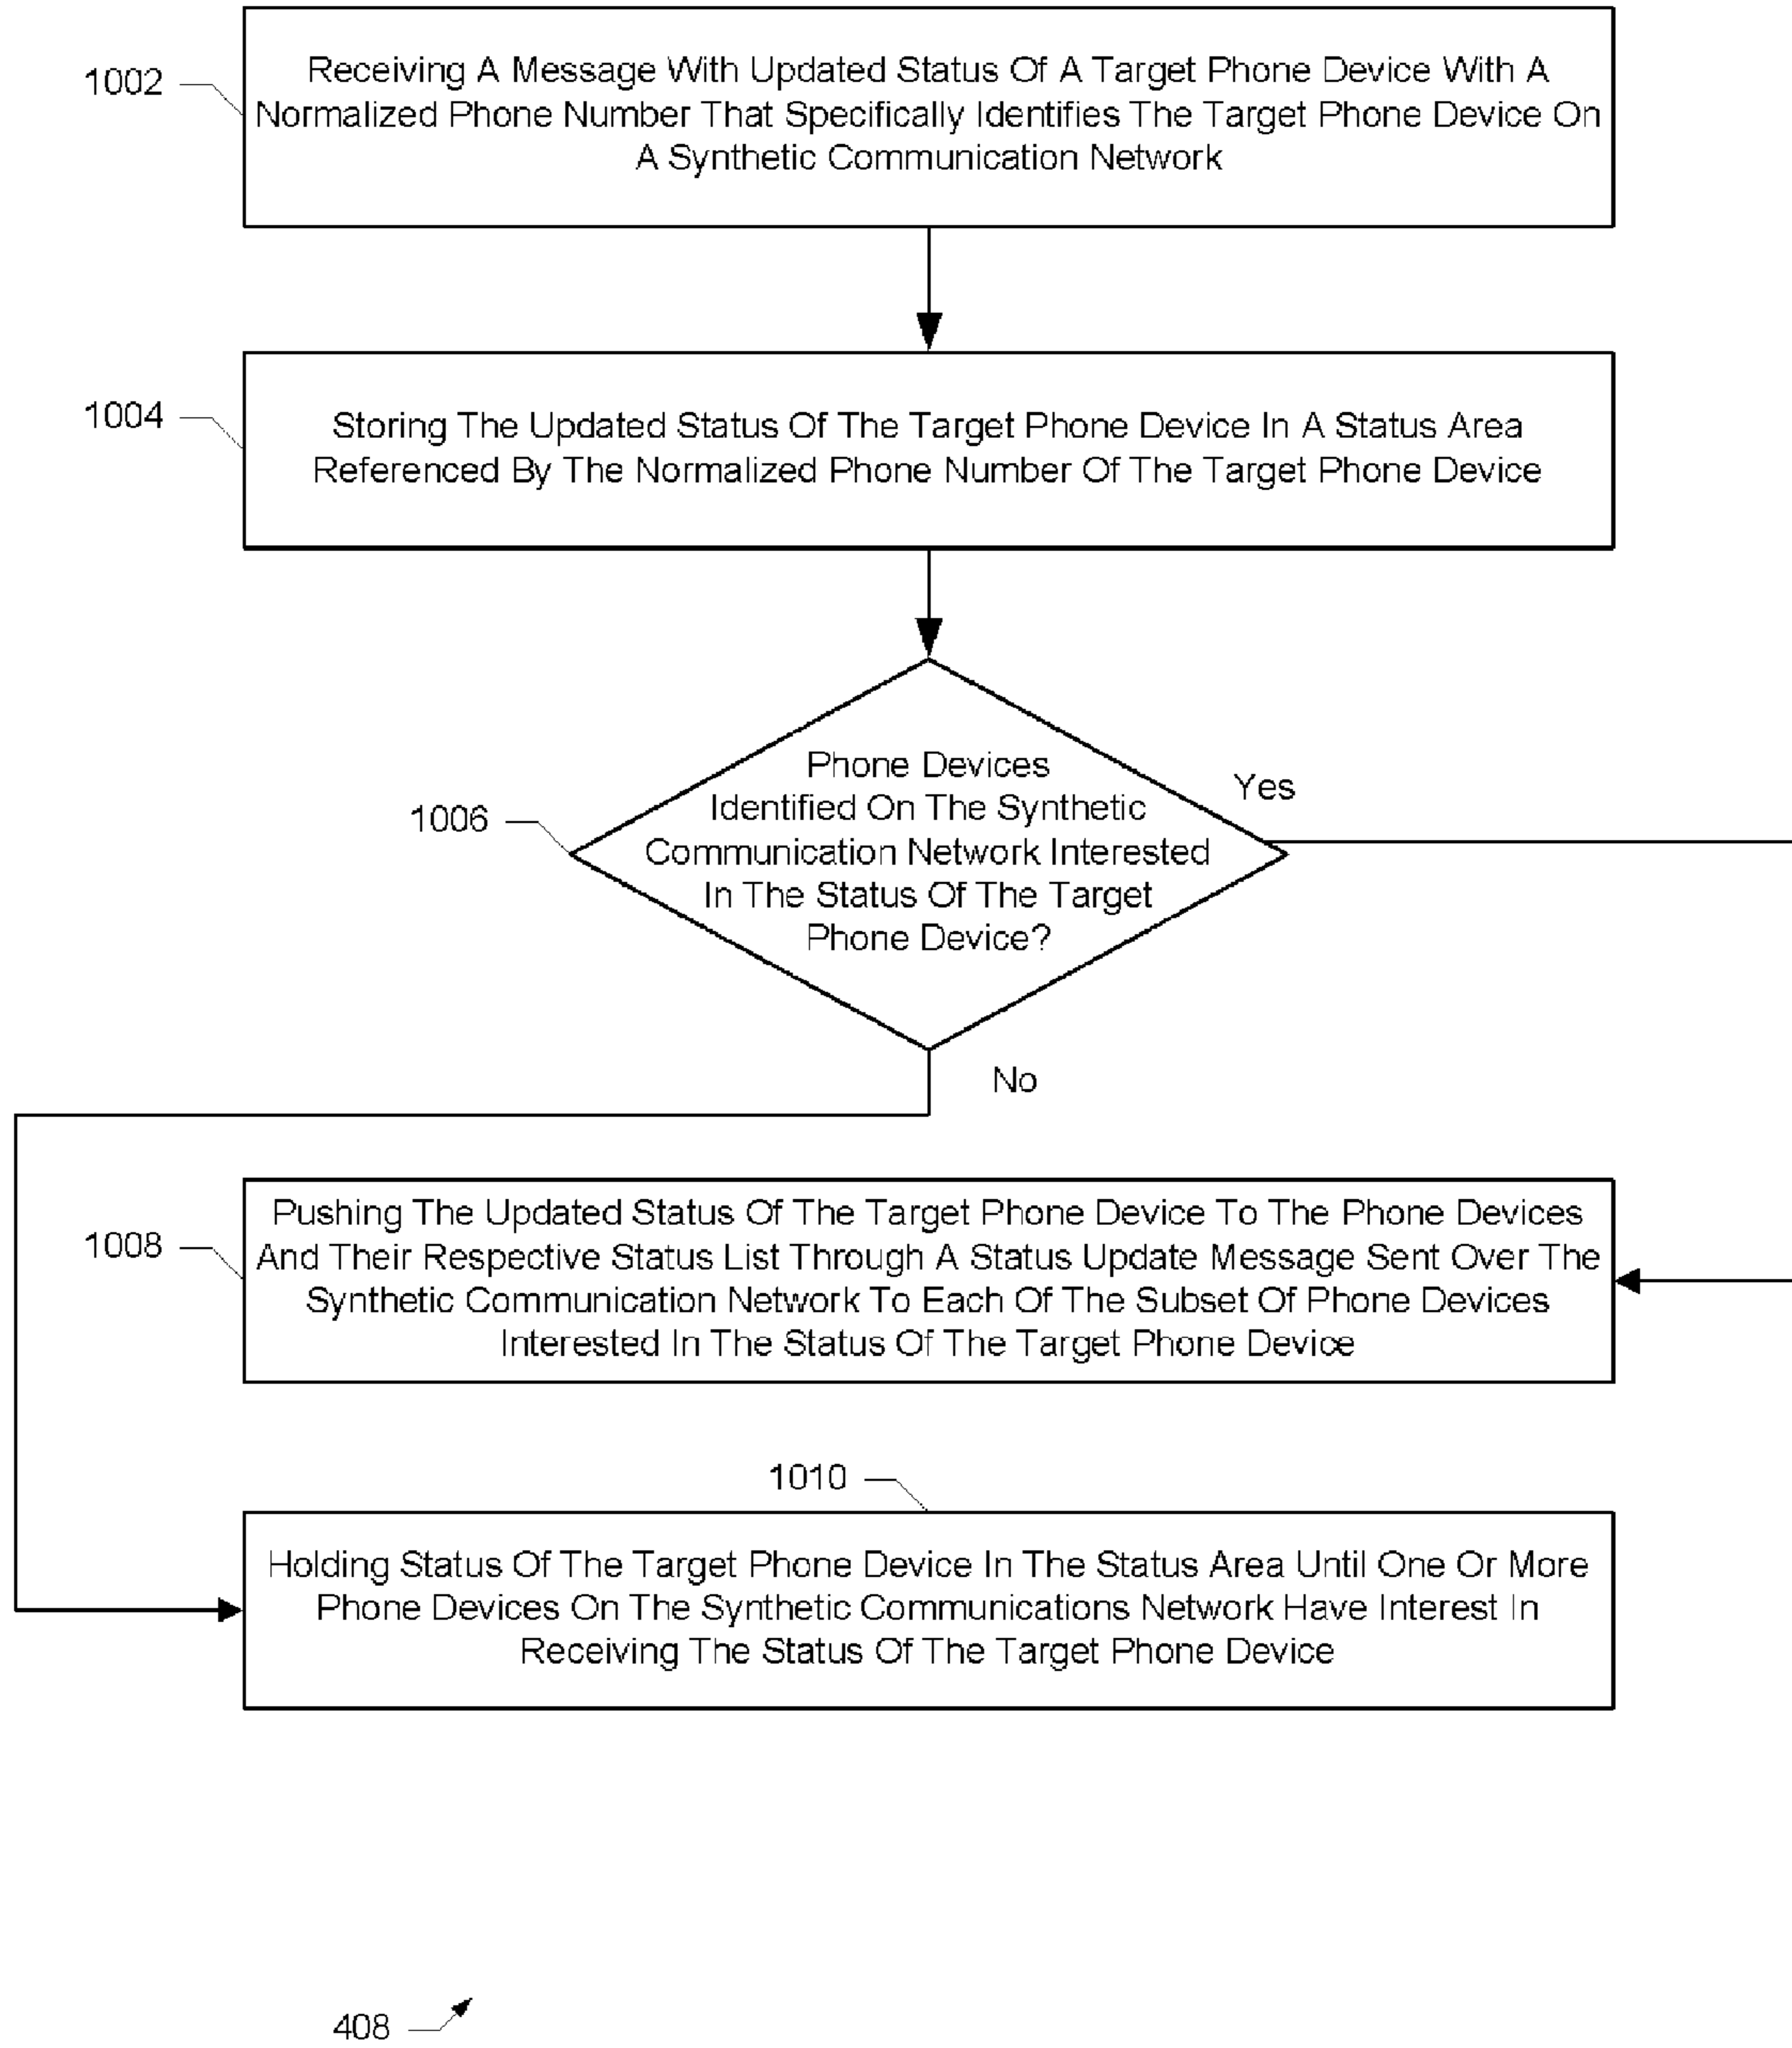 1002
Receiving A Message With Updated Status Of A Target Phone Device With A
Normalized Phone Number That Specifically Identifies The Target Phone Device On
A Synthetic Communication Network
1004
Storing The Updated Status Of The Target Phone Device In A Status Area
Referenced By The Normalized Phone Number Of The Target Phone Device
1006
Phone Devices
Identified On The Synthetic
Communication Network Interested
In The Status Of The Target
Phone Device?
Yes
No
1008
Pushing The Updated Status Of The Target Phone Device To The Phone Devices
And Their Respective Status List Through A Status Update Message Sent Over The
Synthetic Communication Network To Each Of The Subset Of Phone Devices
Interested In The Status Of The Target Phone Device
1010
Holding Status Of The Target Phone Device In The Status Area Until One Or More
Phone Devices On The Synthetic Communications Network Have Interest In
Receiving The Status Of The Target Phone Device
408